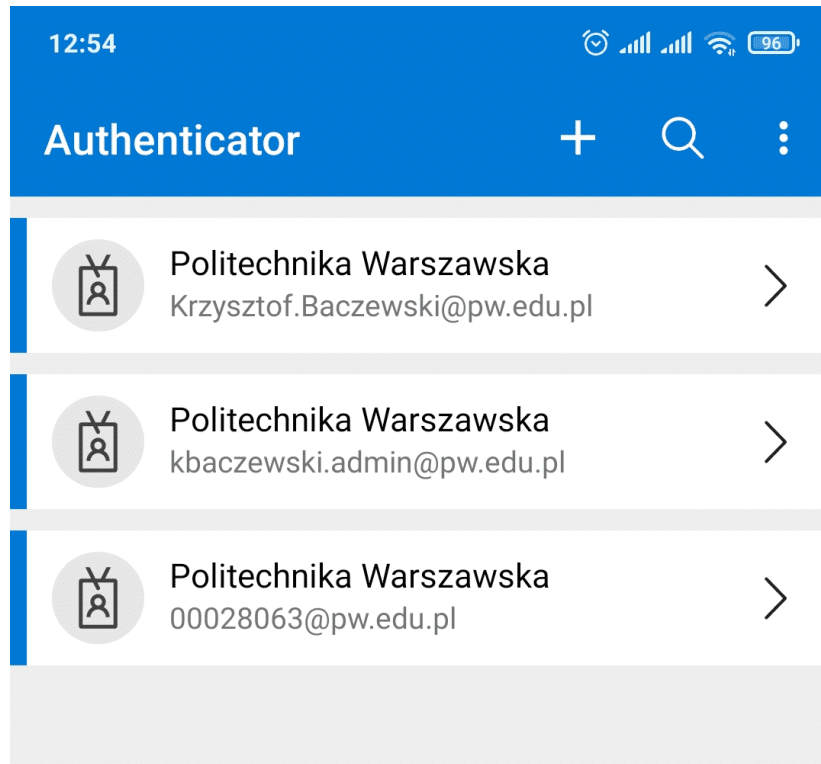 12:54
96
Authenticator
Politechnika Warszawska
Krzysztof.Baczewski@pw.edu.pl
Politechnika Warszawska
kbaczewski.admin@pw.edu.pl
Politechnika Warszawska
00028063@pw.edu.pl